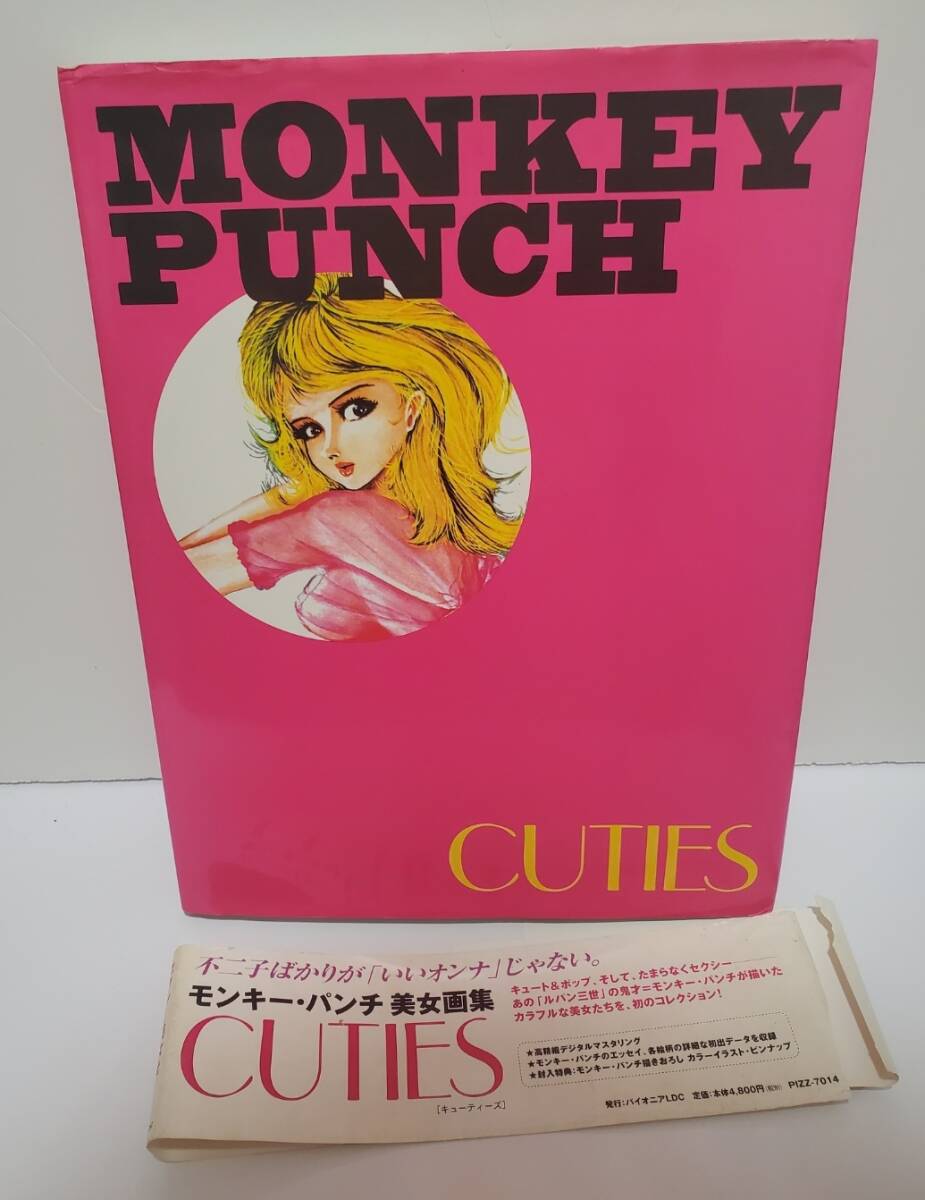 MONKEY
PUNCH
CUTIES
不二子ばかりが「いいオンナ」じゃない。
モンキー・パンチ 美女画集
CUTIES
[キューティーズ]
キュート&ポップ、そして、たまらなくセクシー
あの「ルパン三世」の鬼才=モンキー・パンチが描いた
カラフルな美女たちを、初のコレクション!
★高精細デジタルマスタリング
★モンキー・パンチのエッセイ、各絵柄の詳細な初出データを収録
★封入特典:モンキー・パンチ描きおろし カラーイラスト・ピンナップ
発行:パイオニアLDC 定価:本体4,800円(税別) PIZZ-7014